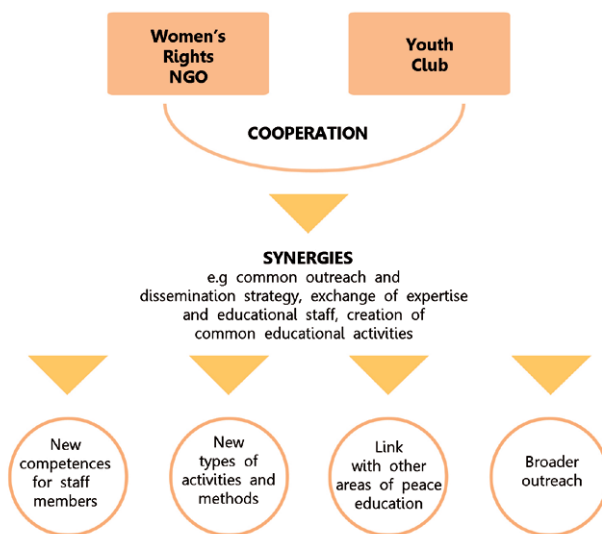 Women's
Rights
NGO
Youth
Club
COOPERATION
SYNERGIES
e.g common outreach and
dissemination strategy, exchange of expertise
and educational staff, creation of
common educational activities
New
competences
for staff
members
New
types of
activities and
methods
Link
with other
areas of peace
education
Broader
outreach